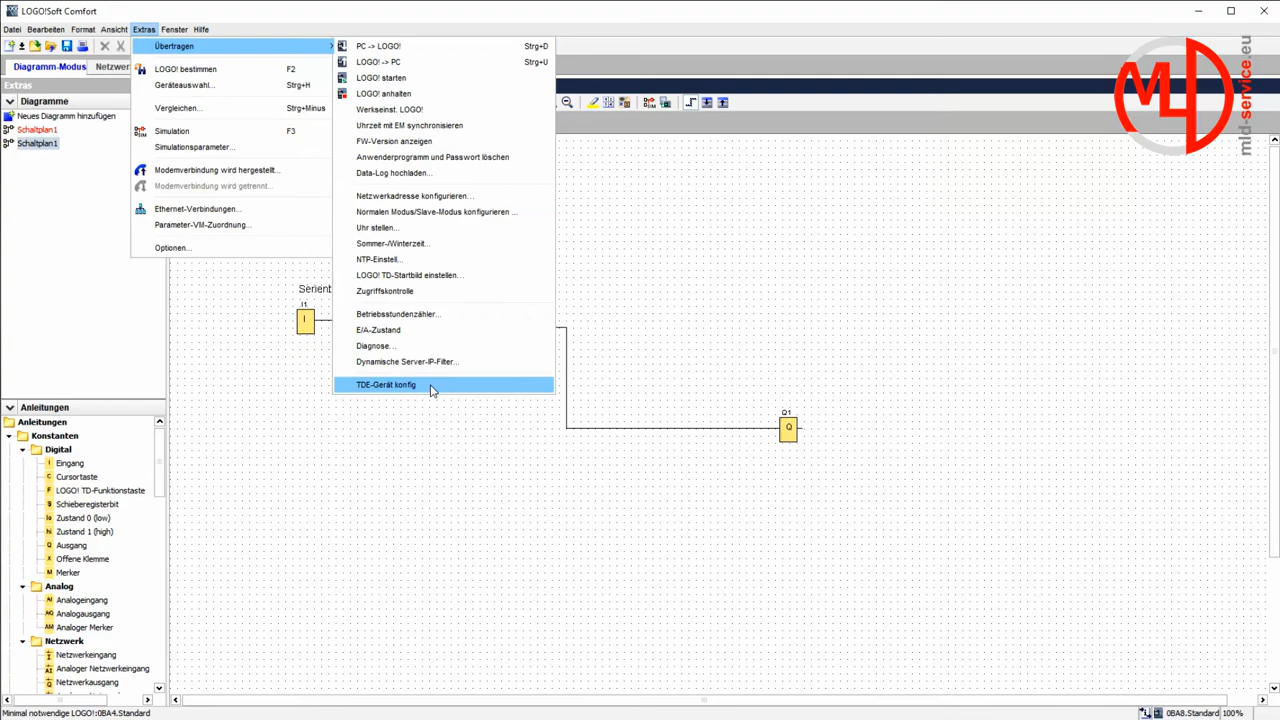 LOGO!Soft Comfort
Datei Bearbeiten Format Ansicht Extras Fenster Hilfe
Diagramm-Modus Netzwer
Extras
Diagramme
Neues Diagramm hinzufügen
Schaltplan1
Schaltplan1
Übertragen
LOGO! bestimmen F2
Geräteauswahl... Strg+H
Vergleichen... Strg+Minus
Simulation F3
Simulationsparameter...
Modemverbindung wird hergestellt...
Modemverbindung wird getrennt...
Ethernet-Verbindungen...
Parameter-VM-Zuordnung...
Optionen...
PC -> LOGO! Strg+D
LOGO! -> PC Strg+U
LOGO! starten
LOGO! anhalten
Werkseinst. LOGO!
Uhrzeit mit EM synchronisieren
FW-Version anzeigen
Anwenderprogramm und Passwort löschen
Data-Log hochladen...
Netzwerkadresse konfigurieren...
Normalen Modus/Slave-Modus konfigurieren ...
Uhr stellen...
Sommer-/Winterzeit...
NTP-Einstell...
LOGO! TD-Startbild einstellen...
Zugriffskontrolle
Betriebsstundenzähler...
E/A-Zustand
Diagnose...
Dynamische Server-IP-Filter...
TDE-Gerät konfig
MLD
mld-service.eu
Serient
I1
I
Q1
Q
Anleitungen
Anleitungen
Konstanten
Digital
I Eingang
C Cursortaste
F LOGO! TD-Funktionstaste
S Schieberegisterbit
lo Zustand 0 (low)
hi Zustand 1 (high)
Q Ausgang
X Offene Klemme
M Merker
Analog
AI Analogeingang
AQ Analogausgang
AM Analoger Merker
Netzwerk
Netzwerkeingang
Analoger Netzwerkeingang
Netzwerkausgang
Minimal notwendige LOGO!:0BA4.Standard
0BA8.Standard 100%